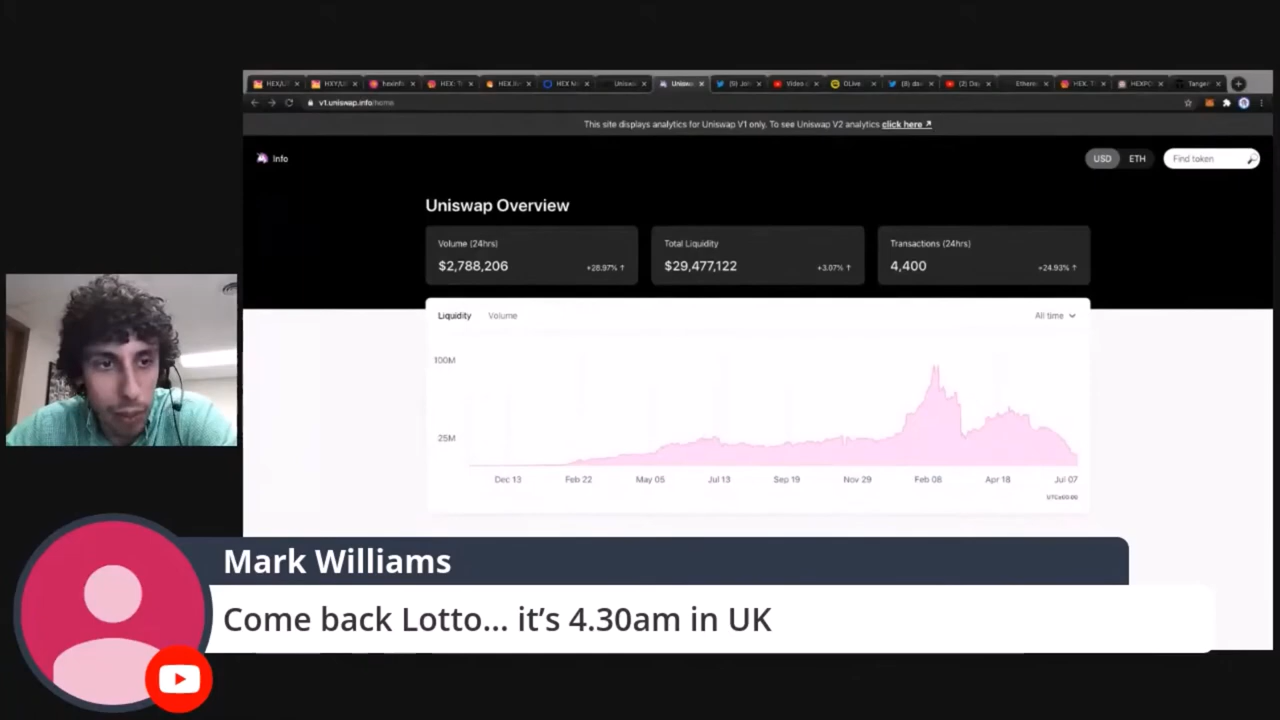 v1.uniswap.info/home
This site displays analytics for Uniswap V1 only. To see Uniswap V2 analytics click here ↗
Info
USD
ETH
Find token
Uniswap Overview
Volume (24hrs)
$2,788,206
+28.97% ↑
Total Liquidity
$29,477,122
+3.07% ↑
Transactions (24hrs)
4,400
+24.93% ↑
Liquidity
Volume
All time
100M
25M
Dec 13
Feb 22
May 05
Jul 13
Sep 19
Nov 29
Feb 08
Apr 18
Jul 07
Mark Williams
Come back Lotto... it’s 4.30am in UK